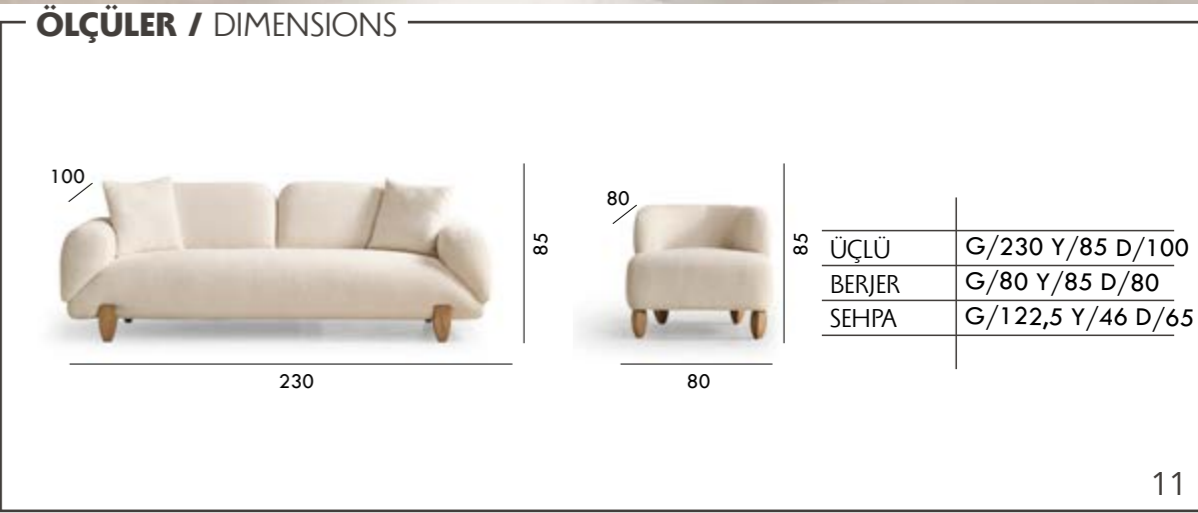 ÖLÇÜLER / DIMENSIONS
100
85
230
80
85
80
ÜÇLÜ G/230 Y/85 D/100
BERJER G/80 Y/85 D/80
SEHPA G/122,5 Y/46 D/65
11